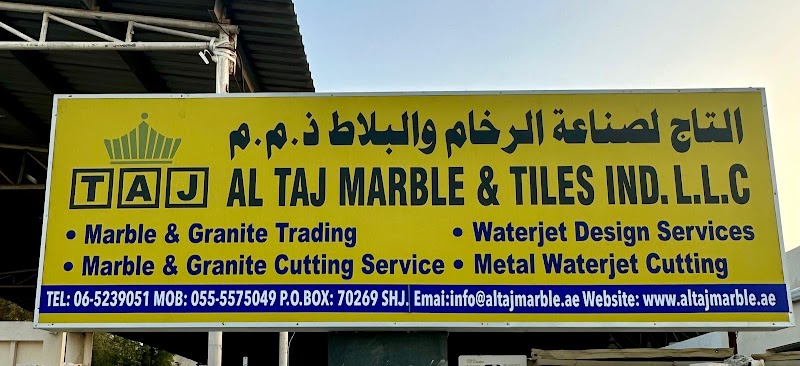 التاج لصناعة الرخام والبلاط ذ.م.م
TAJ
AL TAJ MARBLE & TILES IND. L.L.C
• Marble & Granite Trading
• Waterjet Design Services
• Marble & Granite Cutting Service
• Metal Waterjet Cutting
TEL: 06-5239051 MOB: 055-5575049 P.O.BOX: 70269 SHJ. Emai:info@altajmarble.ae Website: www.altajmarble.ae